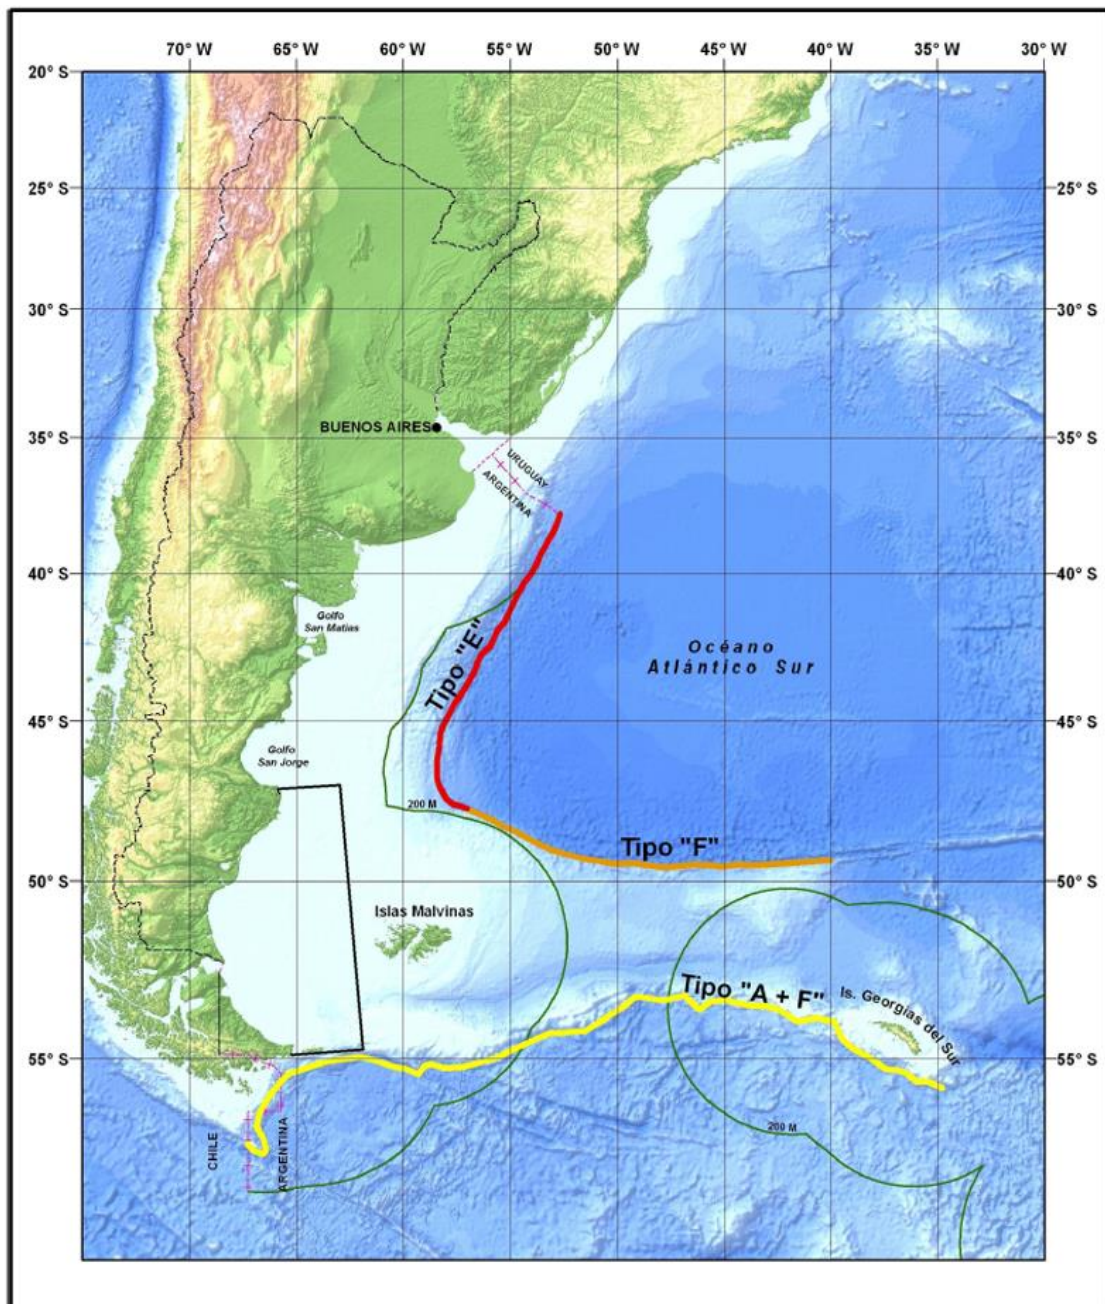 70° W 65° W 60° W 55° W 50° W 45° W 40° W 35° W 30° W
20° S
25° S 25° S
30° S 30° S
BUENOS AIRES
35° S 35° S
URUGUAY
ARGENTINA
40° S 40° S
Golfo
San Matías
Océano
Atlántico Sur
Tipo "E"
45° S 45° S
Golfo
San Jorge
200 M
Tipo "F"
50° S 50° S
Islas Malvinas
Tipo "A + F"
Is. Georgias del Sur
55° S 55° S
200 M
CHILE
ARGENTINA